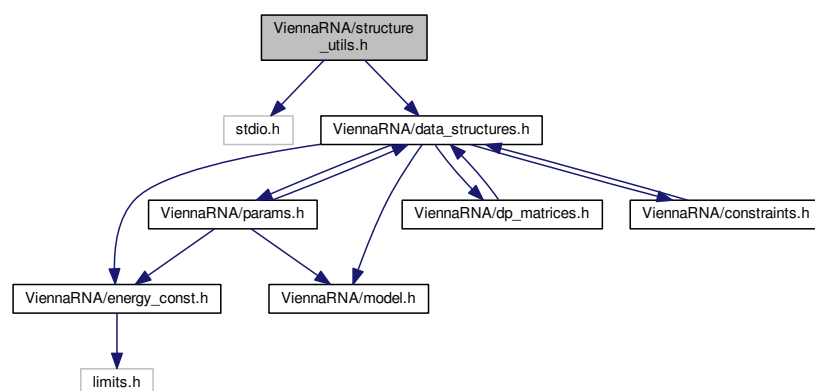 ViennaRNA/structure
_utils.h
stdio.h
ViennaRNA/data_structures.h
ViennaRNA/params.h
ViennaRNA/dp_matrices.h
ViennaRNA/constraints.h
ViennaRNA/energy_const.h
ViennaRNA/model.h
limits.h